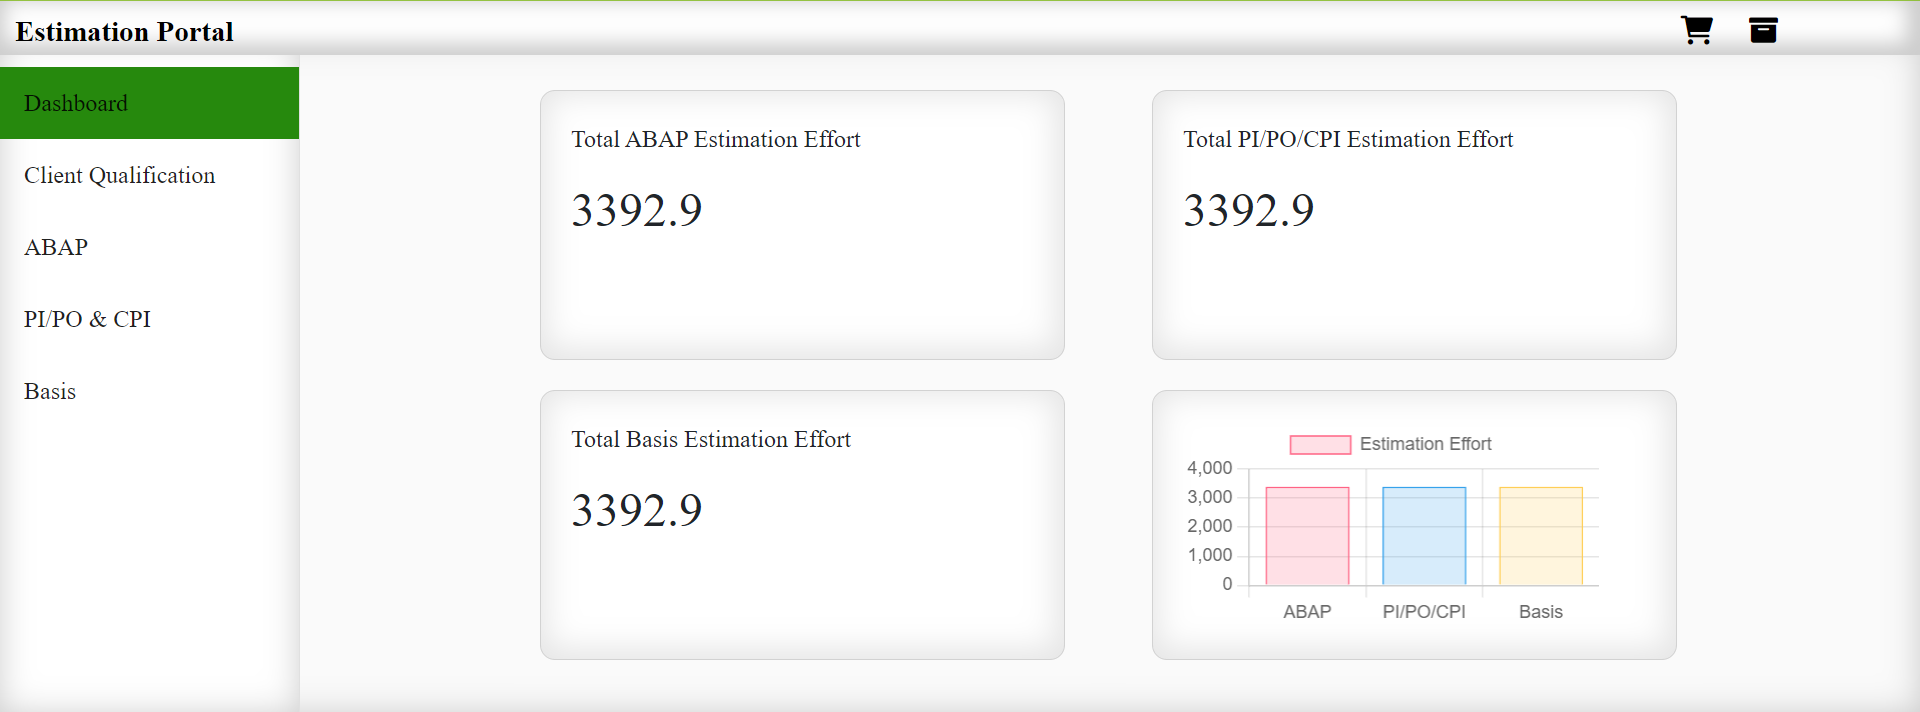 Estimation Portal
Dashboard
Client Qualification
ABAP
PI/PO & CPI
Basis
Total ABAP Estimation Effort
3392.9
Total PI/PO/CPI Estimation Effort
3392.9
Total Basis Estimation Effort
3392.9
Estimation Effort
4,000
3,000
2,000
1,000
0
ABAP PI/PO/CPI Basis